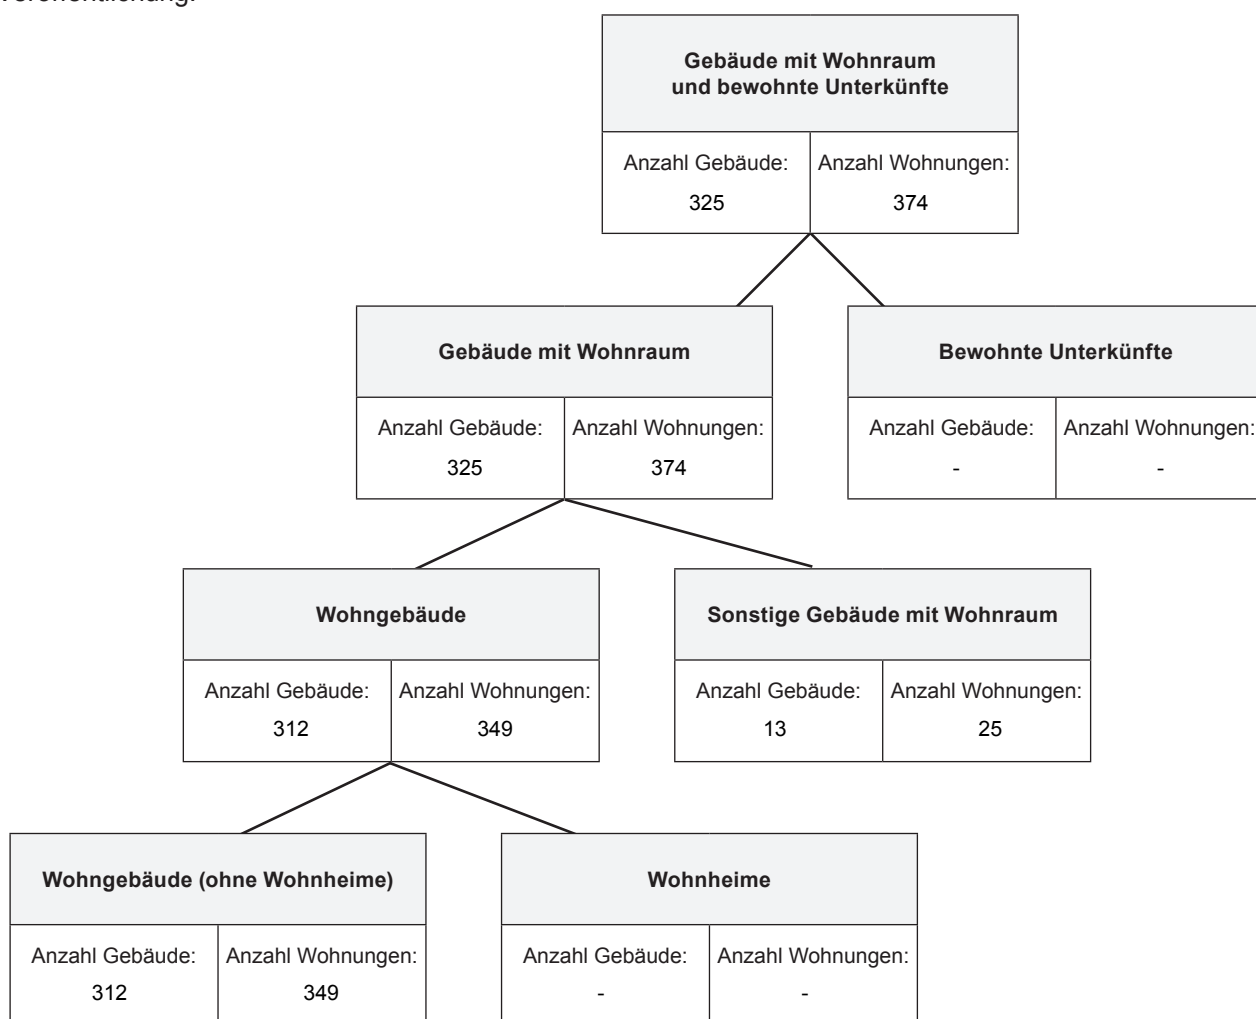 Veröffentlichung.
Gebäude mit Wohnraum
und bewohnte Unterkünfte
Anzahl Gebäude: Anzahl Wohnungen:
325 374
Gebäude mit Wohnraum Bewohnte Unterkünfte
Anzahl Gebäude: Anzahl Wohnungen: Anzahl Gebäude: Anzahl Wohnungen:
325 374 - -
Wohngebäude Sonstige Gebäude mit Wohnraum
Anzahl Gebäude: Anzahl Wohnungen: Anzahl Gebäude: Anzahl Wohnungen:
312 349 13 25
Wohngebäude (ohne Wohnheime) Wohnheime
Anzahl Gebäude: Anzahl Wohnungen: Anzahl Gebäude: Anzahl Wohnungen:
312 349 - -